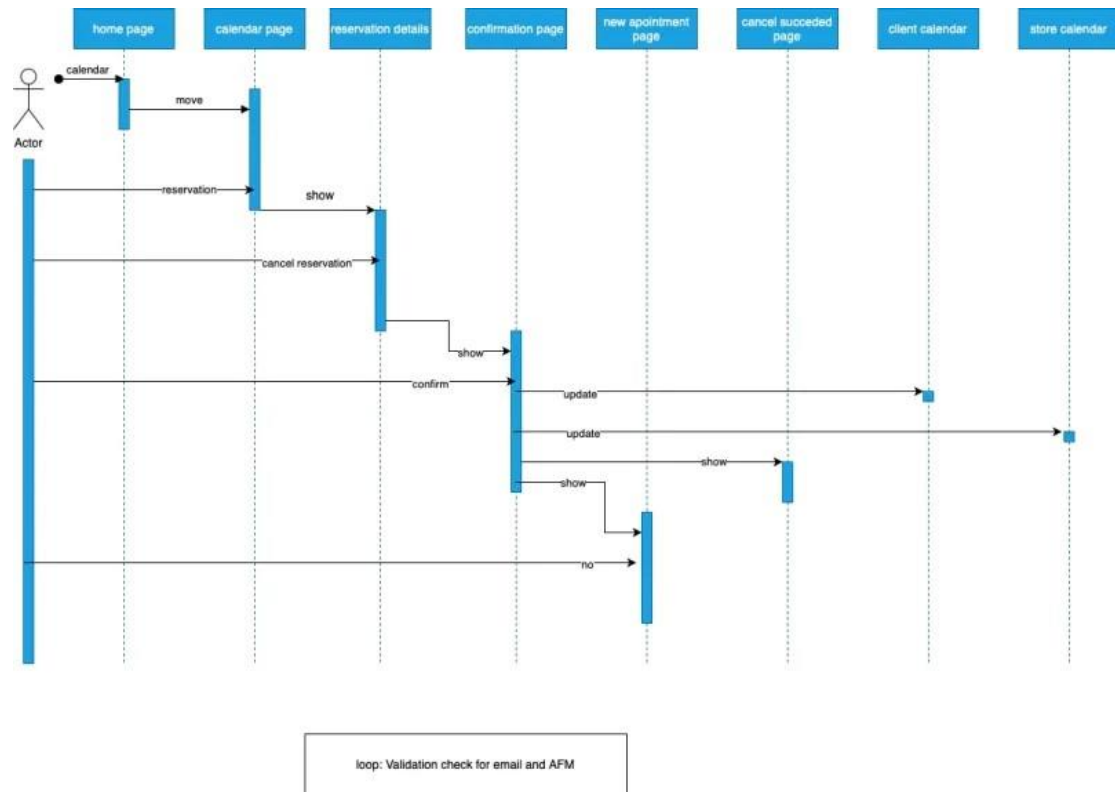 home page
calendar page
reservation details
confirmation page
new apointment
page
cancel succeded
page
client calendar
store calendar
calendar
move
Actor
reservation
show
cancel reservation
show
confirm
update
update
show
show
no
loop: Validation check for email and AFM